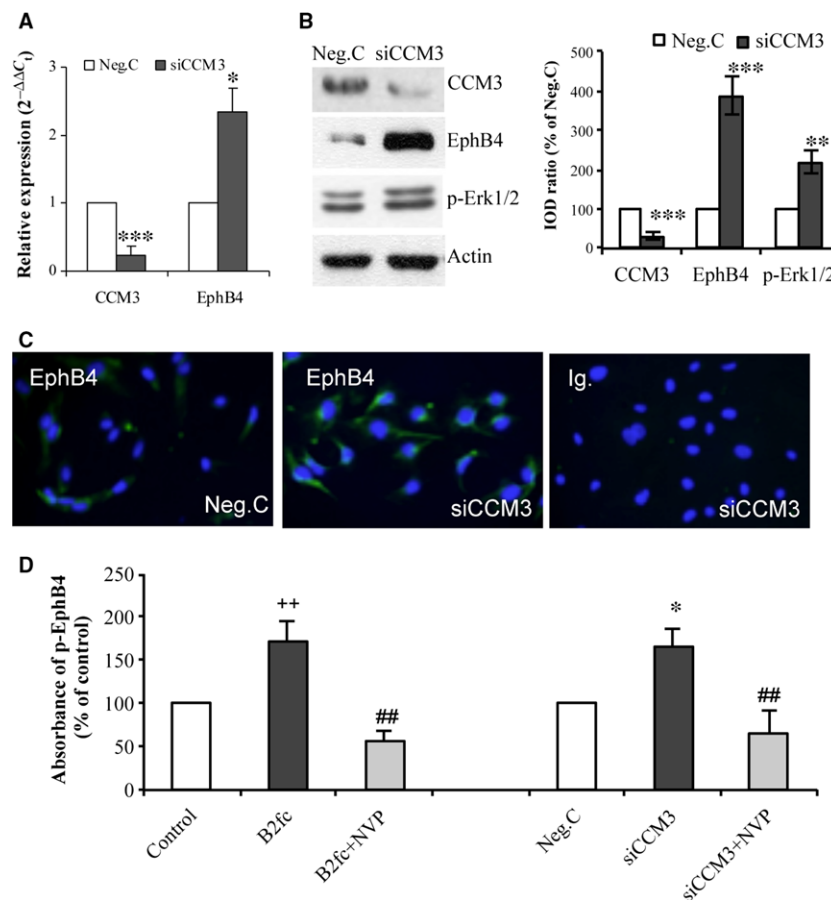 A
Neg.C siCCM3
Relative expression (2^−ΔΔCt)
3
2
1
0
*
***
CCM3 EphB4
B
Neg.C siCCM3
CCM3
EphB4
p-Erk1/2
Actin
Neg.C siCCM3
IOD ratio (% of Neg.C)
500
400
300
200
100
0
***
***
**
CCM3 EphB4 p-Erk1/2
C
EphB4
Neg.C
EphB4
siCCM3
Ig.
siCCM3
D
Absorbance of p-EphB4
(% of control)
250
200
150
100
50
0
++
##
*
##
Control
B2fc
B2fc+NVP
Neg.C
siCCM3
siCCM3+NVP